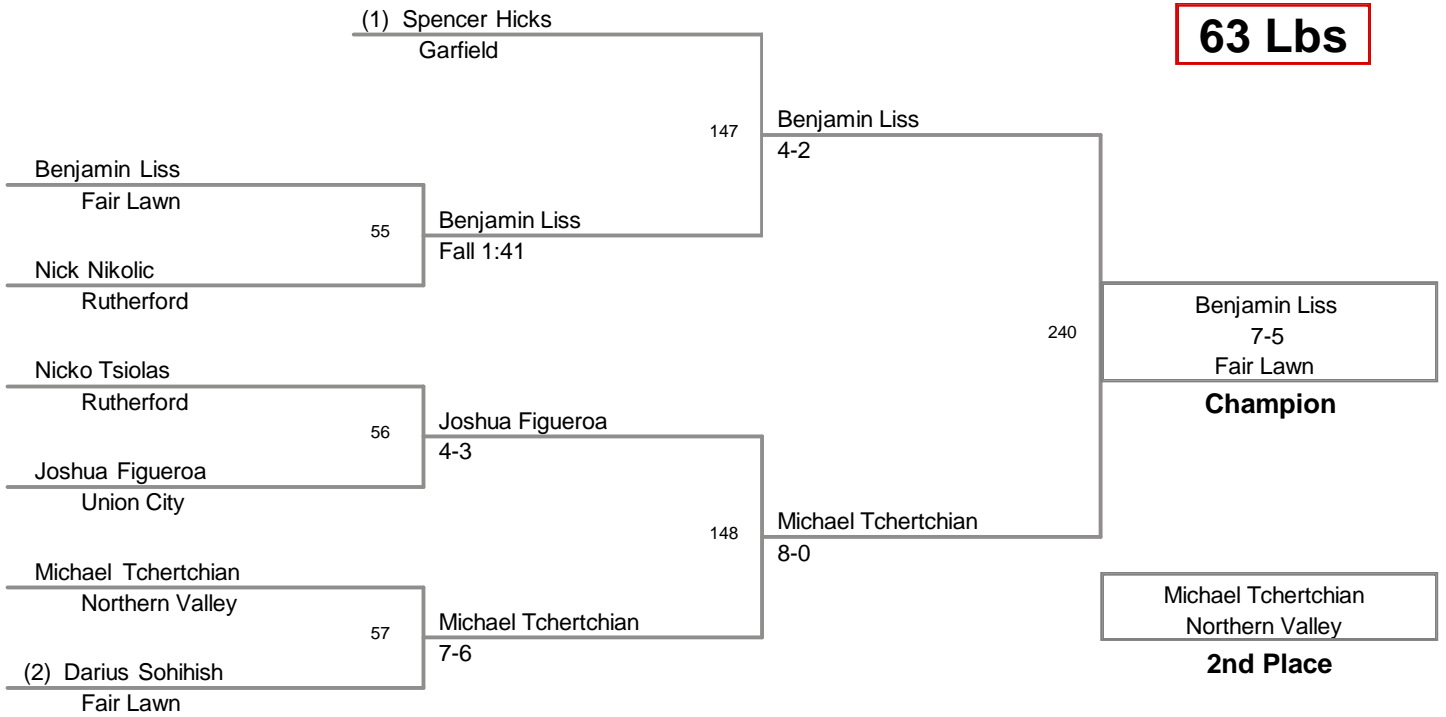 (1) Spencer Hicks
Garfield
63 Lbs
147
Benjamin Liss
4-2
Benjamin Liss
Fair Lawn
55
Benjamin Liss
Fall 1:41
Nick Nikolic
Rutherford
240
Benjamin Liss
7-5
Fair Lawn
Champion
Nicko Tsiolas
Rutherford
56
Joshua Figueroa
4-3
Joshua Figueroa
Union City
148
Michael Tchertchian
8-0
Michael Tchertchian
Northern Valley
57
Michael Tchertchian
7-6
(2) Darius Sohihish
Fair Lawn
Michael Tchertchian
Northern Valley
2nd Place